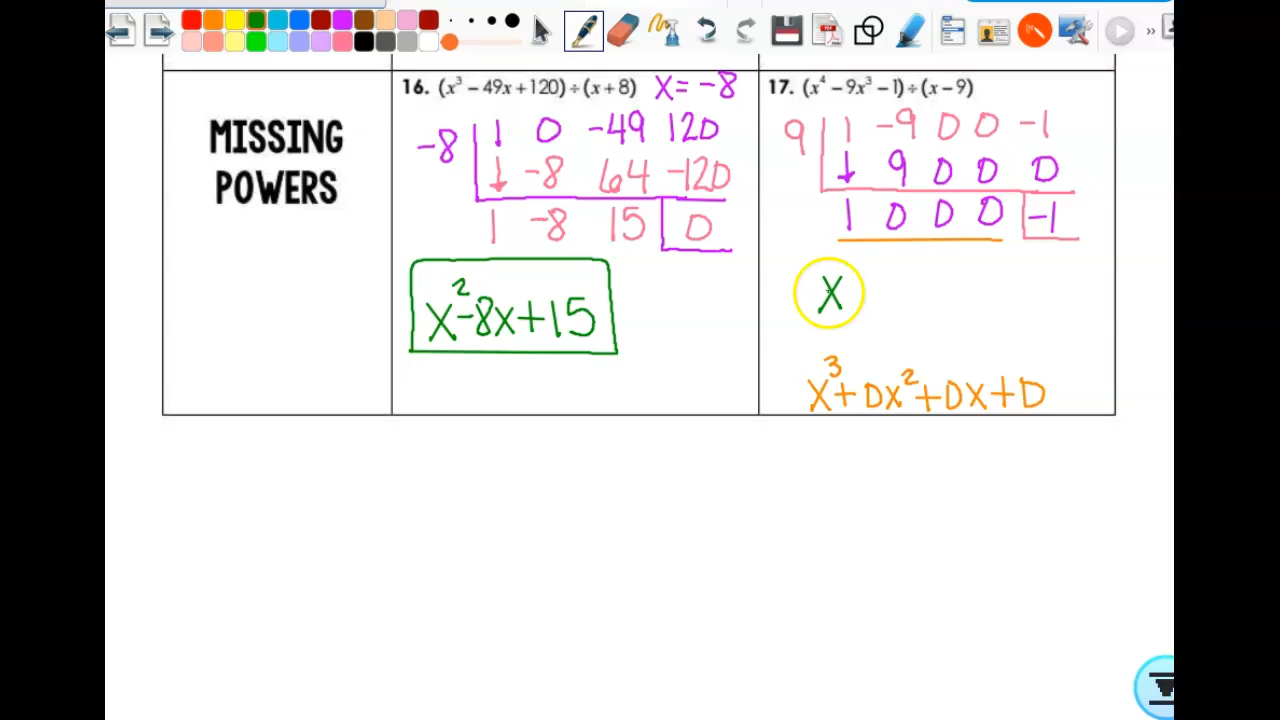 MISSING
POWERS
16. (x³ − 49x + 120) ÷ (x + 8) x = -8
-8 1 0 -49 120
-8 64 -120
1 -8 15 0
x²-8x+15
17. (x⁴ − 9x³ − 1) ÷ (x − 9)
9 1 -9 0 0 -1
9 0 0 0
1 0 0 0 -1
x
x³+0x²+0x+0